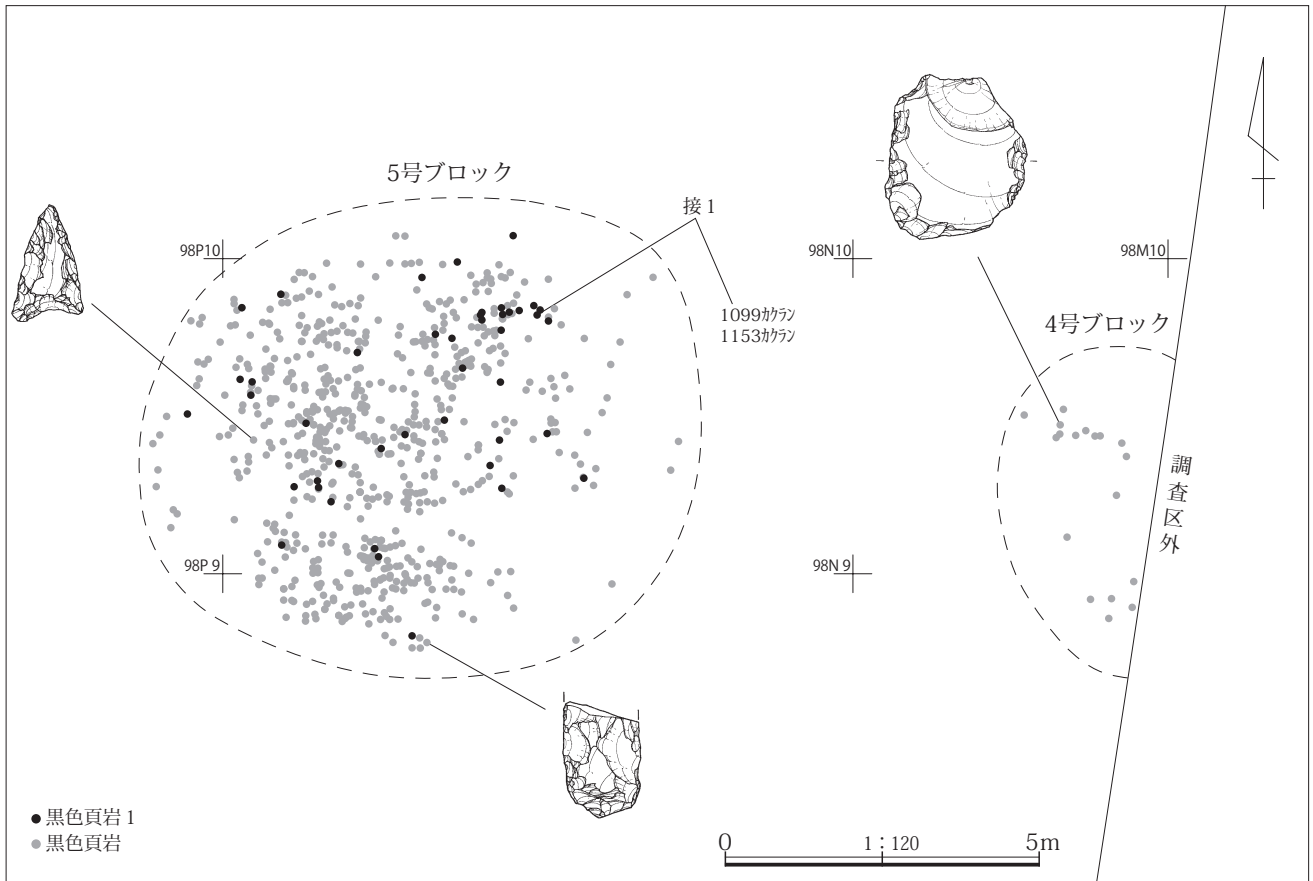 5号ブロック
接 1
98P10
98N10
98M10
1099カクラン
1153カクラン
4号ブロック
調査区外
98P 9
98N 9
黒色頁岩 1
黒色頁岩
0
1：120
5m